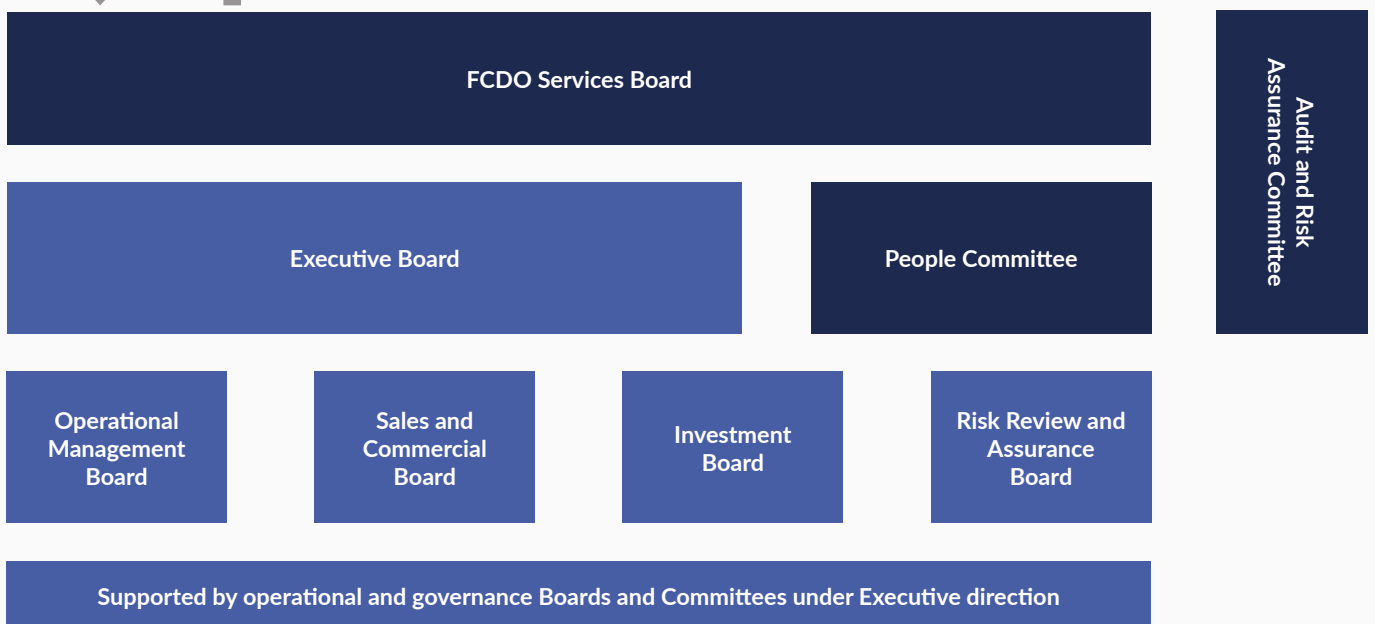 FCDO Services Board
Audit and Risk
Assurance Committee
Executive Board
People Committee
Operational
Management
Board
Sales and
Commercial
Board
Investment
Board
Risk Review and
Assurance
Board
Supported by operational and governance Boards and Committees under Executive direction